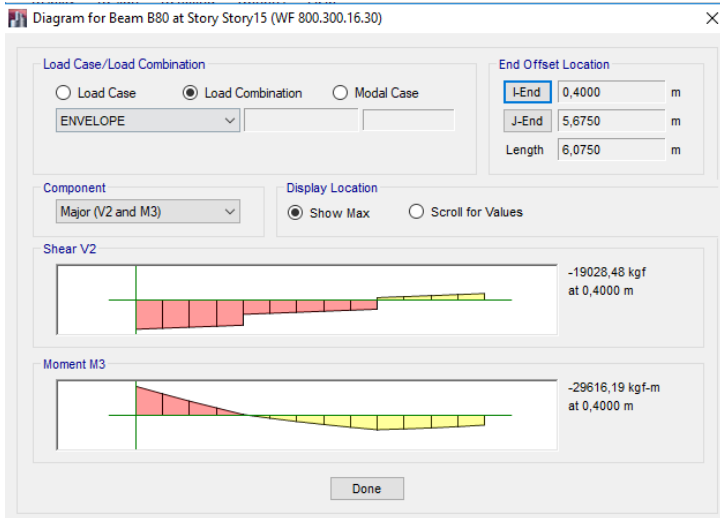 Diagram for Beam B80 at Story Story15 (WF 800.300.16.30)
Load Case/Load Combination
Load Case
Load Combination
Modal Case
ENVELOPE
End Offset Location
I-End 0,4000 m
J-End 5,6750 m
Length 6,0750 m
Component
Major (V2 and M3)
Display Location
Show Max
Scroll for Values
Shear V2
-19028,48 kgf
at 0,4000 m
Moment M3
-29616,19 kgf-m
at 0,4000 m
Done